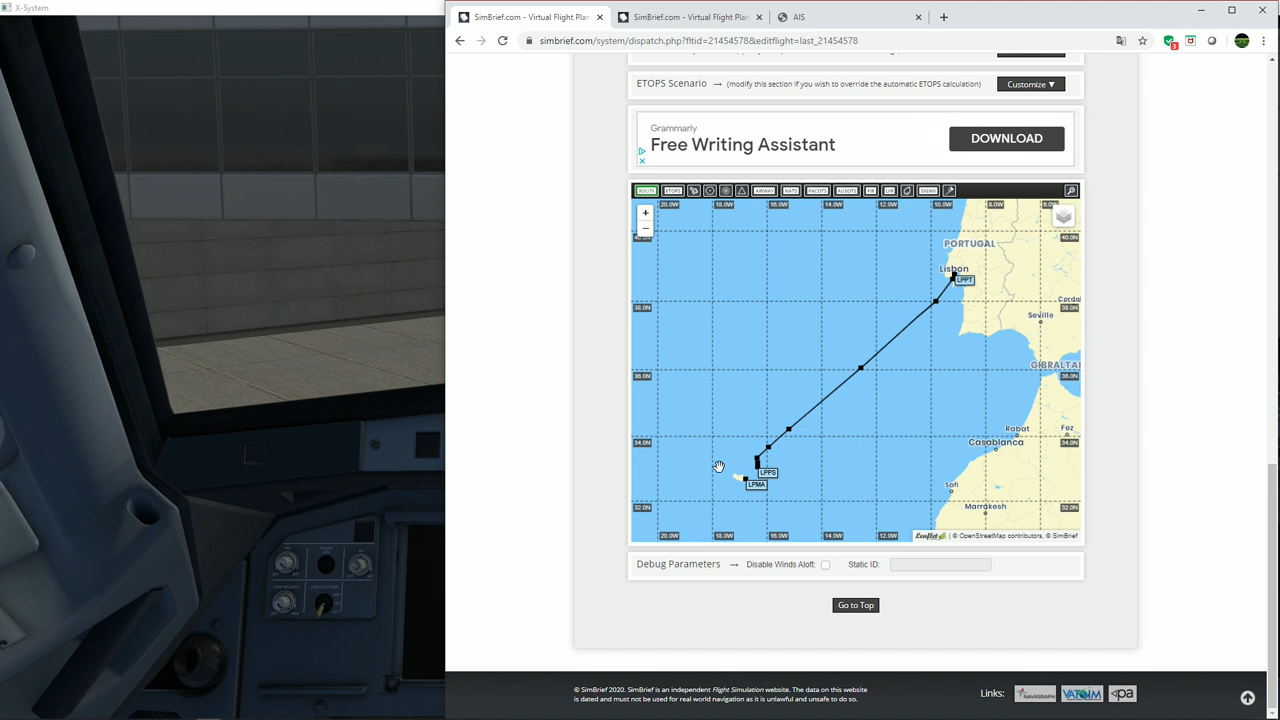 X-System
SimBrief.com - Virtual Flight Plan
SimBrief.com - Virtual Flight Plan
AIS
simbrief.com/system/dispatch.php?fltid=21454578&editflight=last_21454578
3
ETOPS Scenario → (modify this section if you wish to override the automatic ETOPS calculation)
Customize ▼
Grammarly
Free Writing Assistant
DOWNLOAD
ROUTE ETOPS AIRWAY NATS PACOTS AUSOTS FIR UIR SIGWX
20.0W 18.0W 16.0W 14.0W 12.0W 10.0W 8.0W
+
−
PORTUGAL
Lisbon
LPPT
38.0N
38.0N
40.0N
Seville
GIBRALTA
36.0N
36.0N
Rabat
Fez
Casablanca
34.0N
34.0N
LPPS
LPMA
Safi
Marrakesh
32.0N
32.0N
20.0W 18.0W 16.0W 14.0W 12.0W
Leaflet | © OpenStreetMap contributors, © SimBrief
Debug Parameters → Disable Winds Aloft: Static ID:
Go to Top
© SimBrief 2020. SimBrief is an independent Flight Simulation website. The data on this website
is dated and must not be used for real world navigation as it is unlawful and unsafe to do so.
Links: NAVIGRAPH VATSIM pa